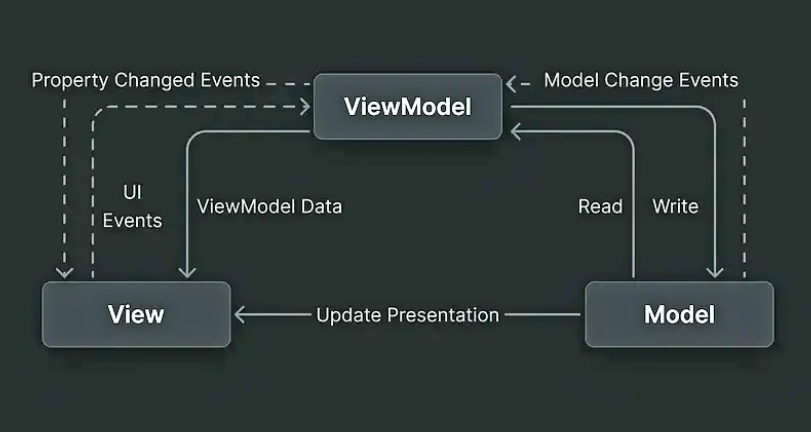 Property Changed Events
ViewModel
Model Change Events
UI
Events
ViewModel Data
Read
Write
View
Update Presentation
Model